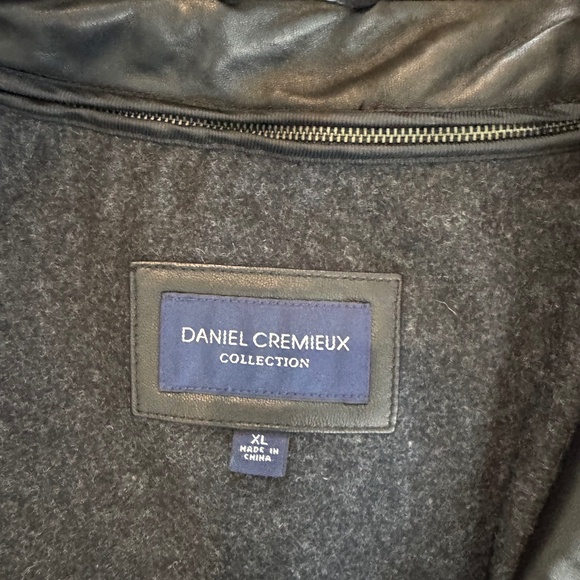 DANIEL CREMIEUX
COLLECTION
XL
MADE IN
CHINA